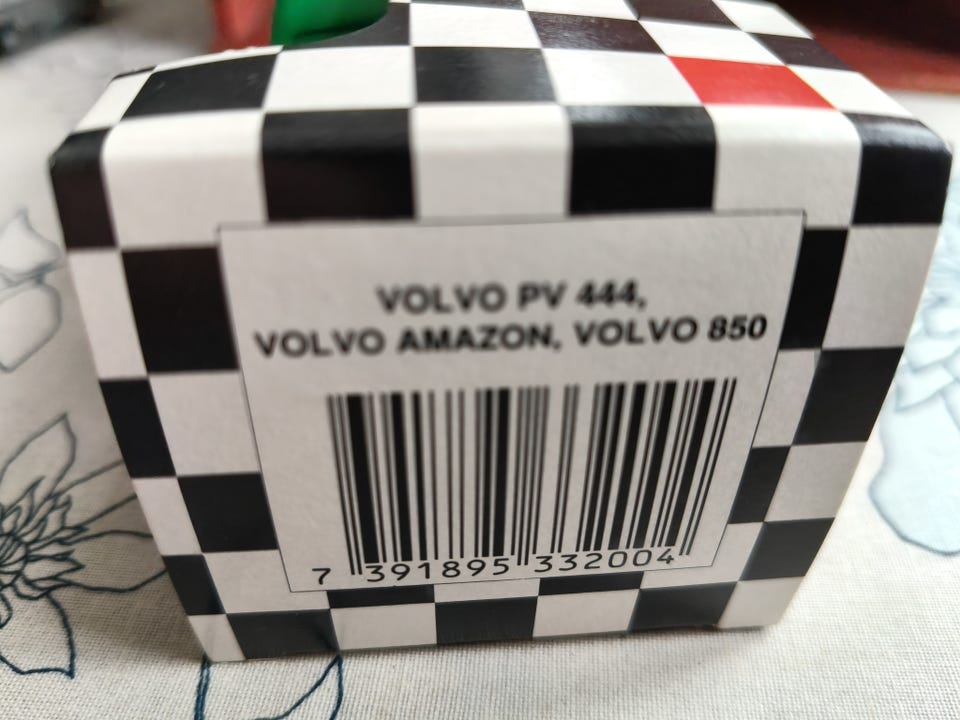 VOLVO PV 444,
VOLVO AMAZON, VOLVO 850
7 391895 332004